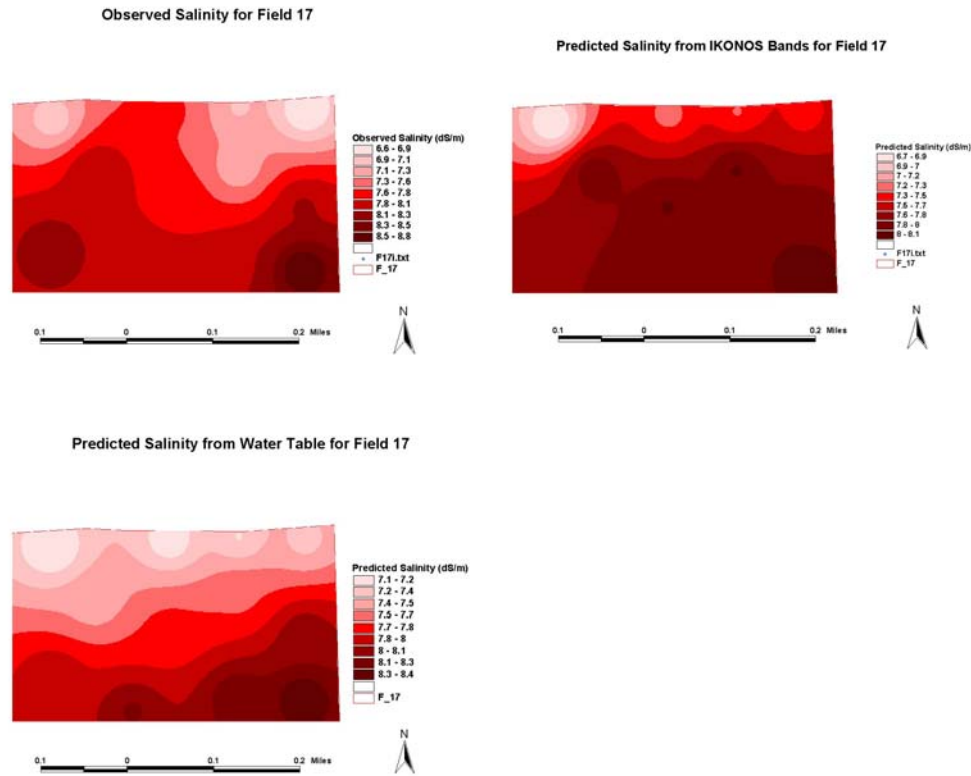 Observed Salinity for Field 17
Observed Salinity (dS/m)
6.6 - 6.9
6.9 - 7.1
7.1 - 7.3
7.3 - 7.6
7.6 - 7.8
7.8 - 8.1
8.1 - 8.3
8.3 - 8.5
8.5 - 8.8
F17i.txt
F_17
0.1 0 0.1 0.2 Miles
N
Predicted Salinity from IKONOS Bands for Field 17
Predicted Salinity (dS/m)
6.7 - 6.9
6.9 - 7
7 - 7.2
7.2 - 7.3
7.3 - 7.5
7.5 - 7.7
7.6 - 7.8
7.8 - 8
8 - 8.1
F17i.txt
F_17
0.1 0 0.1 0.2 Miles
N
Predicted Salinity from Water Table for Field 17
Predicted Salinity (dS/m)
7.1 - 7.2
7.2 - 7.4
7.4 - 7.5
7.5 - 7.7
7.7 - 7.8
7.8 - 8
8 - 8.1
8.1 - 8.3
8.3 - 8.4
F_17
0.1 0 0.1 0.2 Miles
N